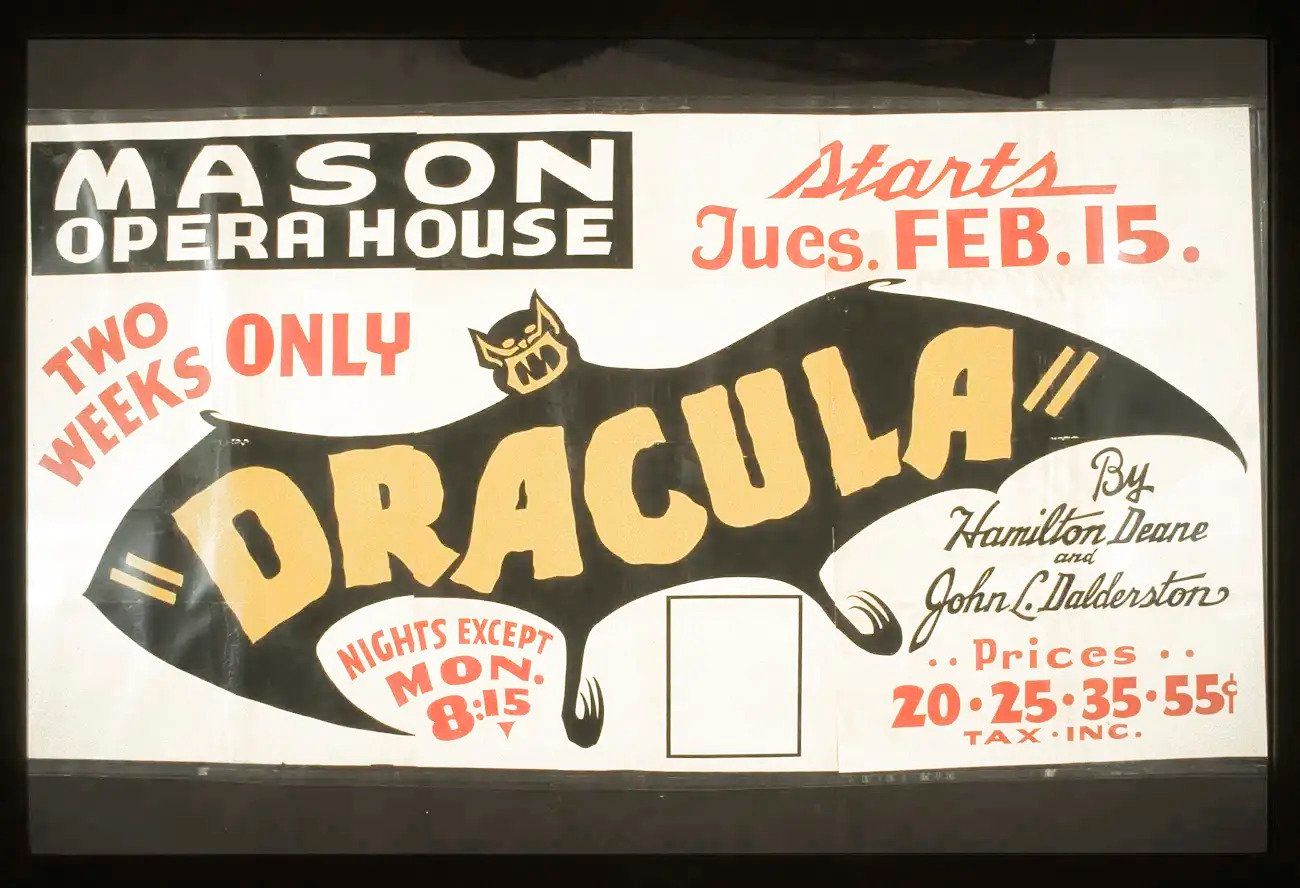 MASON
OPERA HOUSE
Starts
Tues. FEB. 15.
TWO
WEEKS ONLY
"DRACULA"
By
Hamilton Deane
and
John L. Dalderston
NIGHTS EXCEPT
MON.
8:15
..Prices..
20·25·35·55¢
TAX·INC.